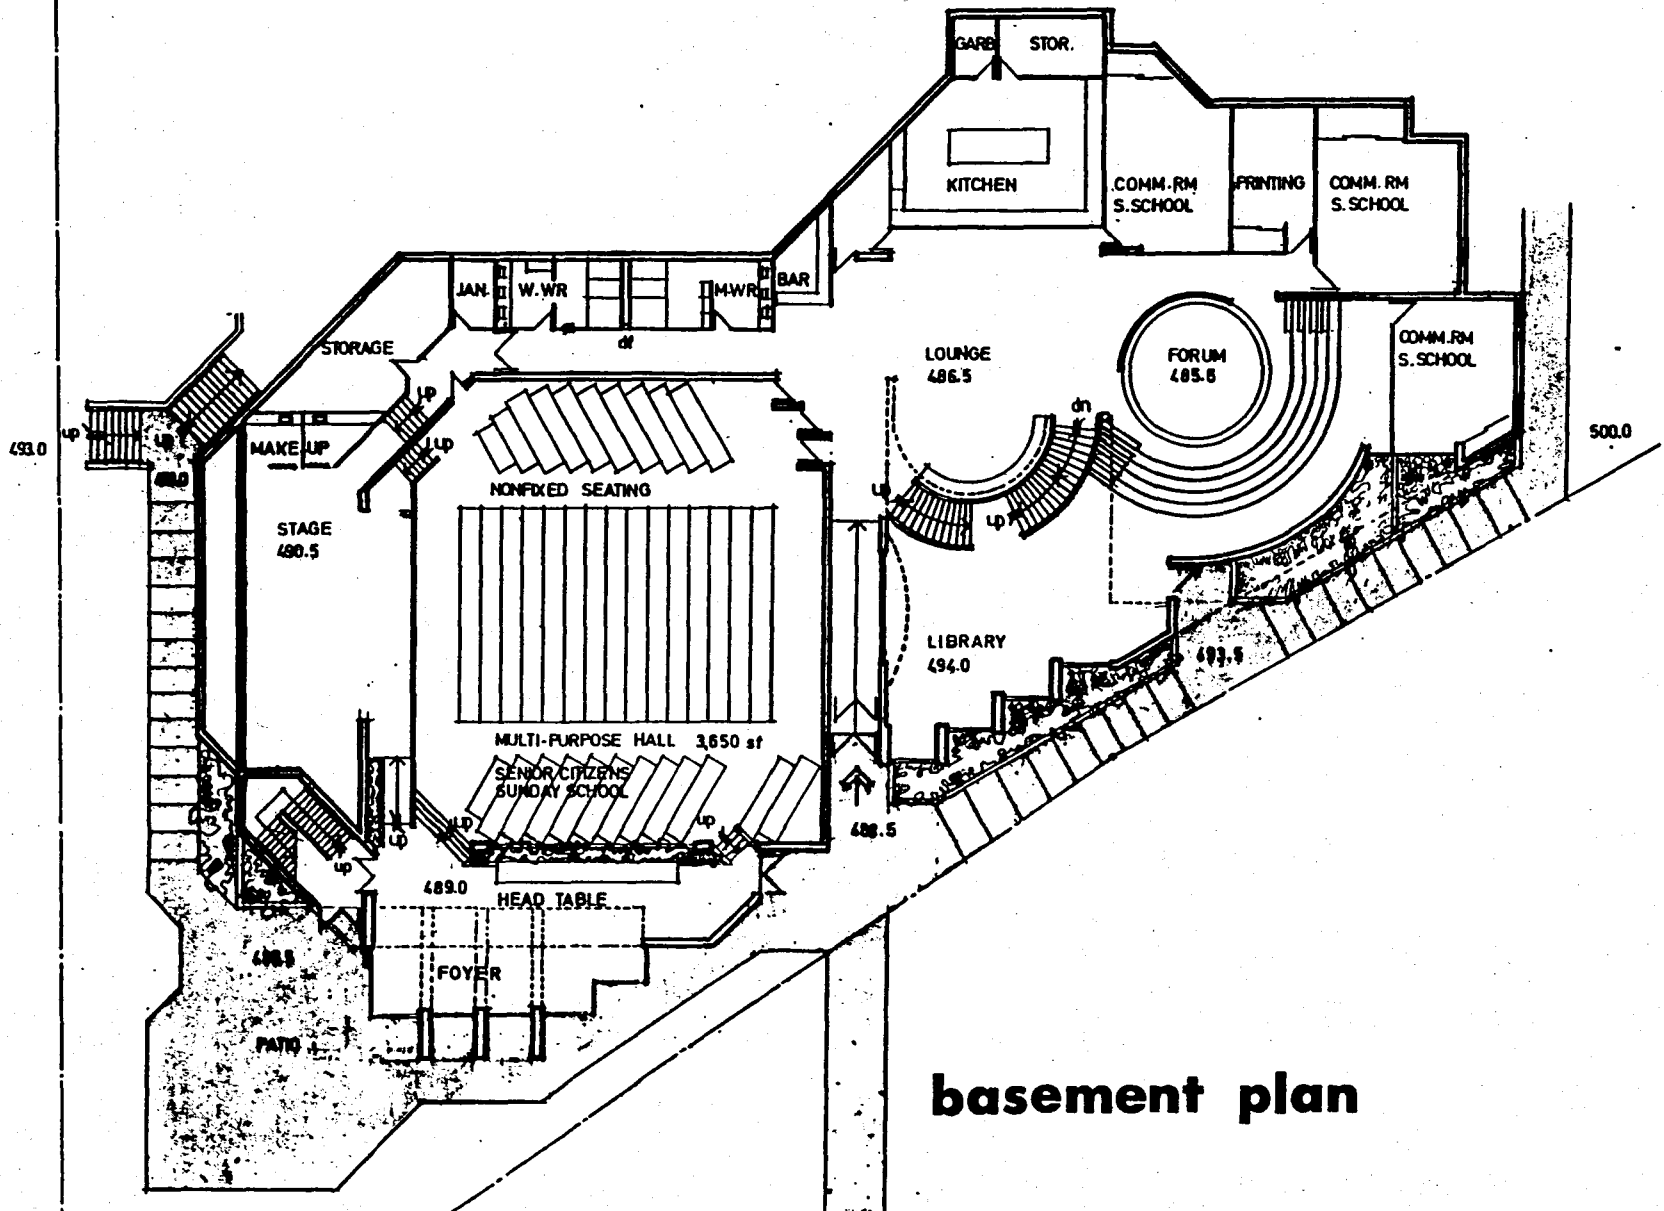 GARB
STOR.
KITCHEN
COMM.RM
S.SCHOOL
PRINTING
COMM. RM
S.SCHOOL
JAN.
W.WR
M.WR
BAR
df
STORAGE
LOUNGE
486.5
FORUM
485.6
COMM.RM
S.SCHOOL
up
up
up
up
dn
493.0
MAKE-UP
500.0
NONFIXED SEATING
up
up
STAGE
490.5
LIBRARY
494.0
493.5
MULTI-PURPOSE HALL 3,650 sf
SENIOR CITIZENS
SUNDAY SCHOOL
up
up
up
up
488.5
489.0
HEAD TABLE
FOYER
PATIO
basement plan